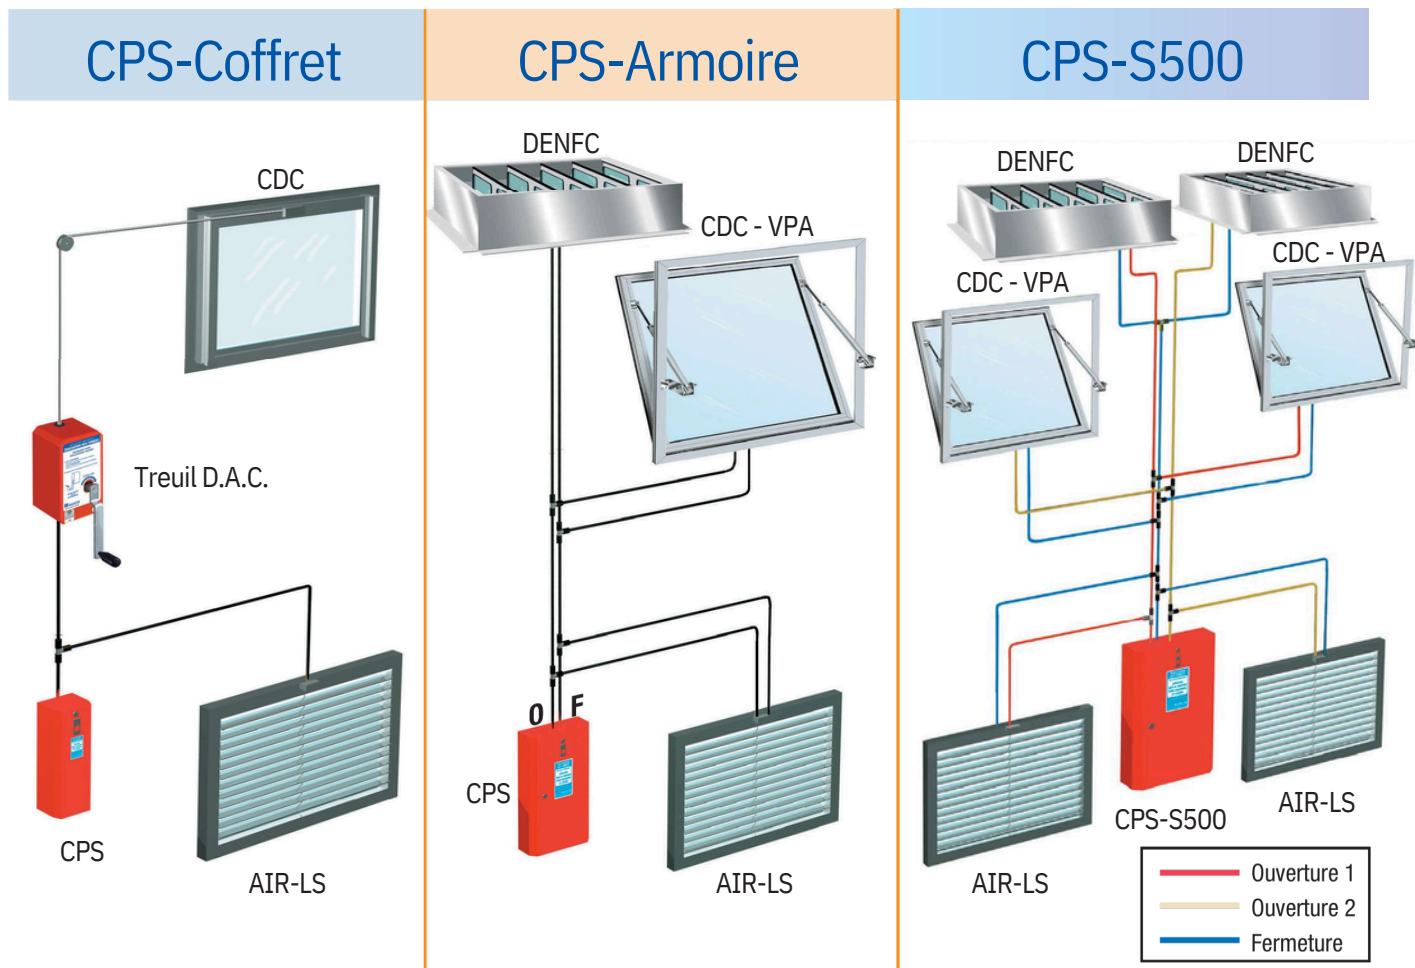 CPS-Coffret
CDC
Treuil D.A.C.
CPS
AIR-LS
CPS-Armoire
DENFC
CDC - VPA
O F
CPS
AIR-LS
CPS-S500
DENFC
DENFC
CDC - VPA
CDC - VPA
CPS-S500
AIR-LS
AIR-LS
Ouverture 1
Ouverture 2
Fermeture